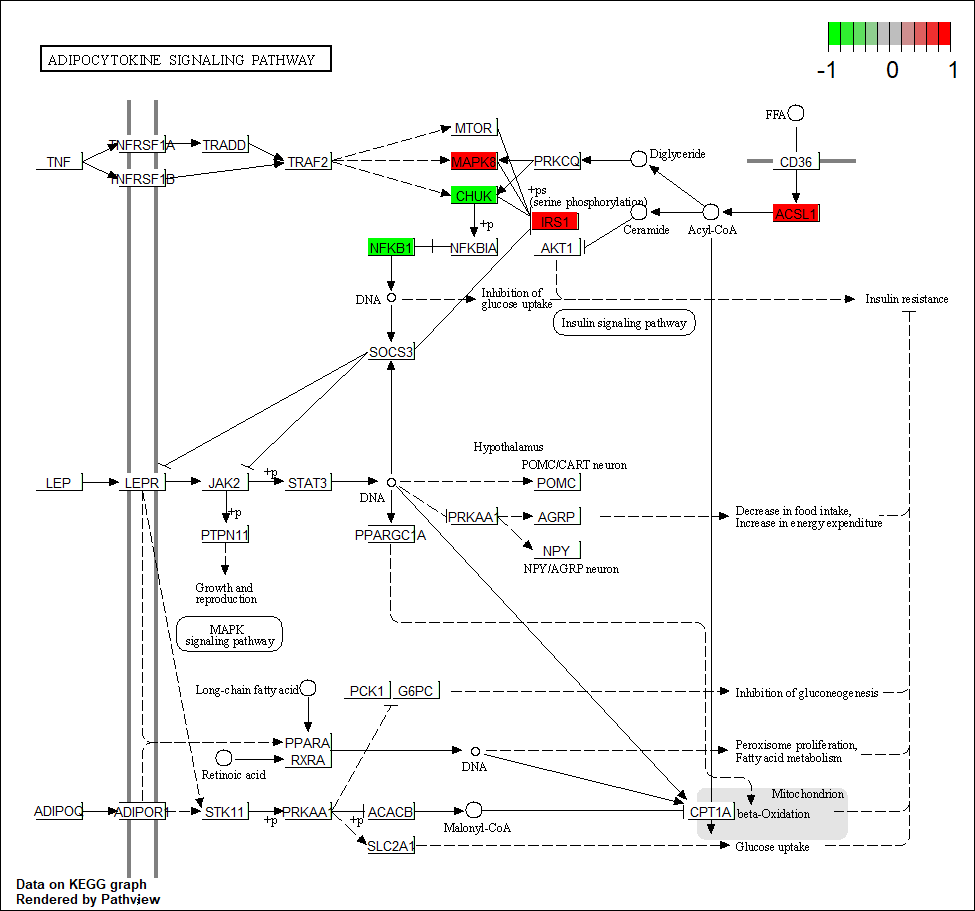 ADIPOCYTOKINE SIGNALING PATHWAY
-1 0 1
FFA
MTOR
TNFRSF1A
TRADD
TNF
TRAF2
MAPK8
PRKCQ
Diglyceride
CD36
TNFRSF1B
CHUK
+ps
(serine phosphorylation)
IRS1
ACSL1
+p
Ceramide
Acyl-CoA
NFKB1
NFKBIA
AKT1
DNA
Inhibition of
glucose uptake
Insulin resistance
Insulin signaling pathway
SOCS3
Hypothalamus
POMC/CART neuron
LEP
LEPR
JAK2
+p
STAT3
DNA
POMC
+p
PRKAA1
AGRP
Decrease in food intake,
Increase in energy expenditure
PTPN11
PPARGC1A
NPY
NPY/AGRP neuron
Growth and
reproduction
MAPK
signaling pathway
Long-chain fatty acid
PCK1
G6PC
Inhibition of gluconeogenesis
PPARA
RXRA
Retinoic acid
DNA
Peroxisome proliferation,
Fatty acid metabolism
Mitochondrion
ADIPOQ
ADIPOR1
STK11
+p
PRKAA1
+p
ACACB
Malonyl-CoA
CPT1A
beta-Oxidation
SLC2A1
Glucose uptake
Data on KEGG graph
Rendered by Pathview